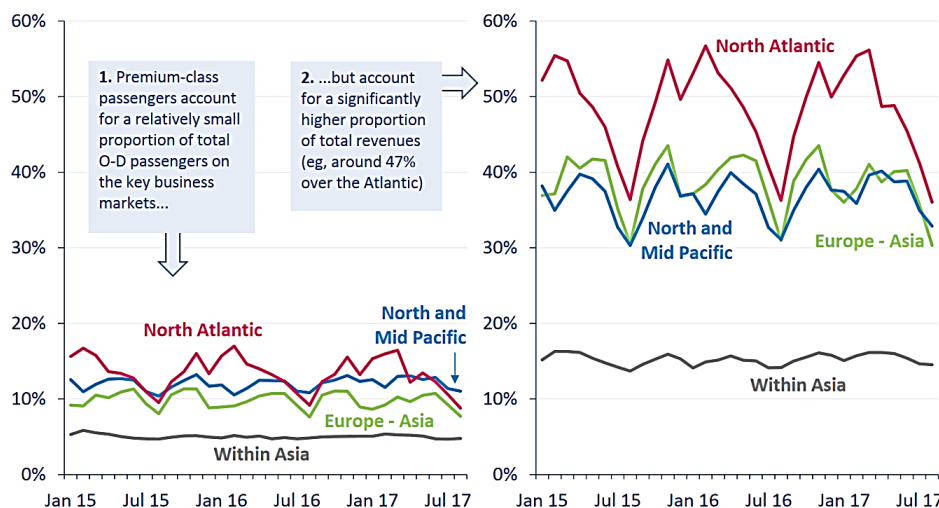 60%
50%
40%
30%
20%
10%
0%
1. Premium-class
passengers account
for a relatively small
proportion of total
O-D passengers on
the key business
markets...
2. ...but account
for a significantly
higher proportion
of total revenues
(eg, around 47%
over the Atlantic)
North Atlantic
North and
Mid Pacific
Europe - Asia
Within Asia
Jan 15 Jul 15 Jan 16 Jul 16 Jan 17 Jul 17
60%
50%
40%
30%
20%
10%
0%
North Atlantic
North and
Mid Pacific
Europe - Asia
Within Asia
Jan 15 Jul 15 Jan 16 Jul 16 Jan 17 Jul 17